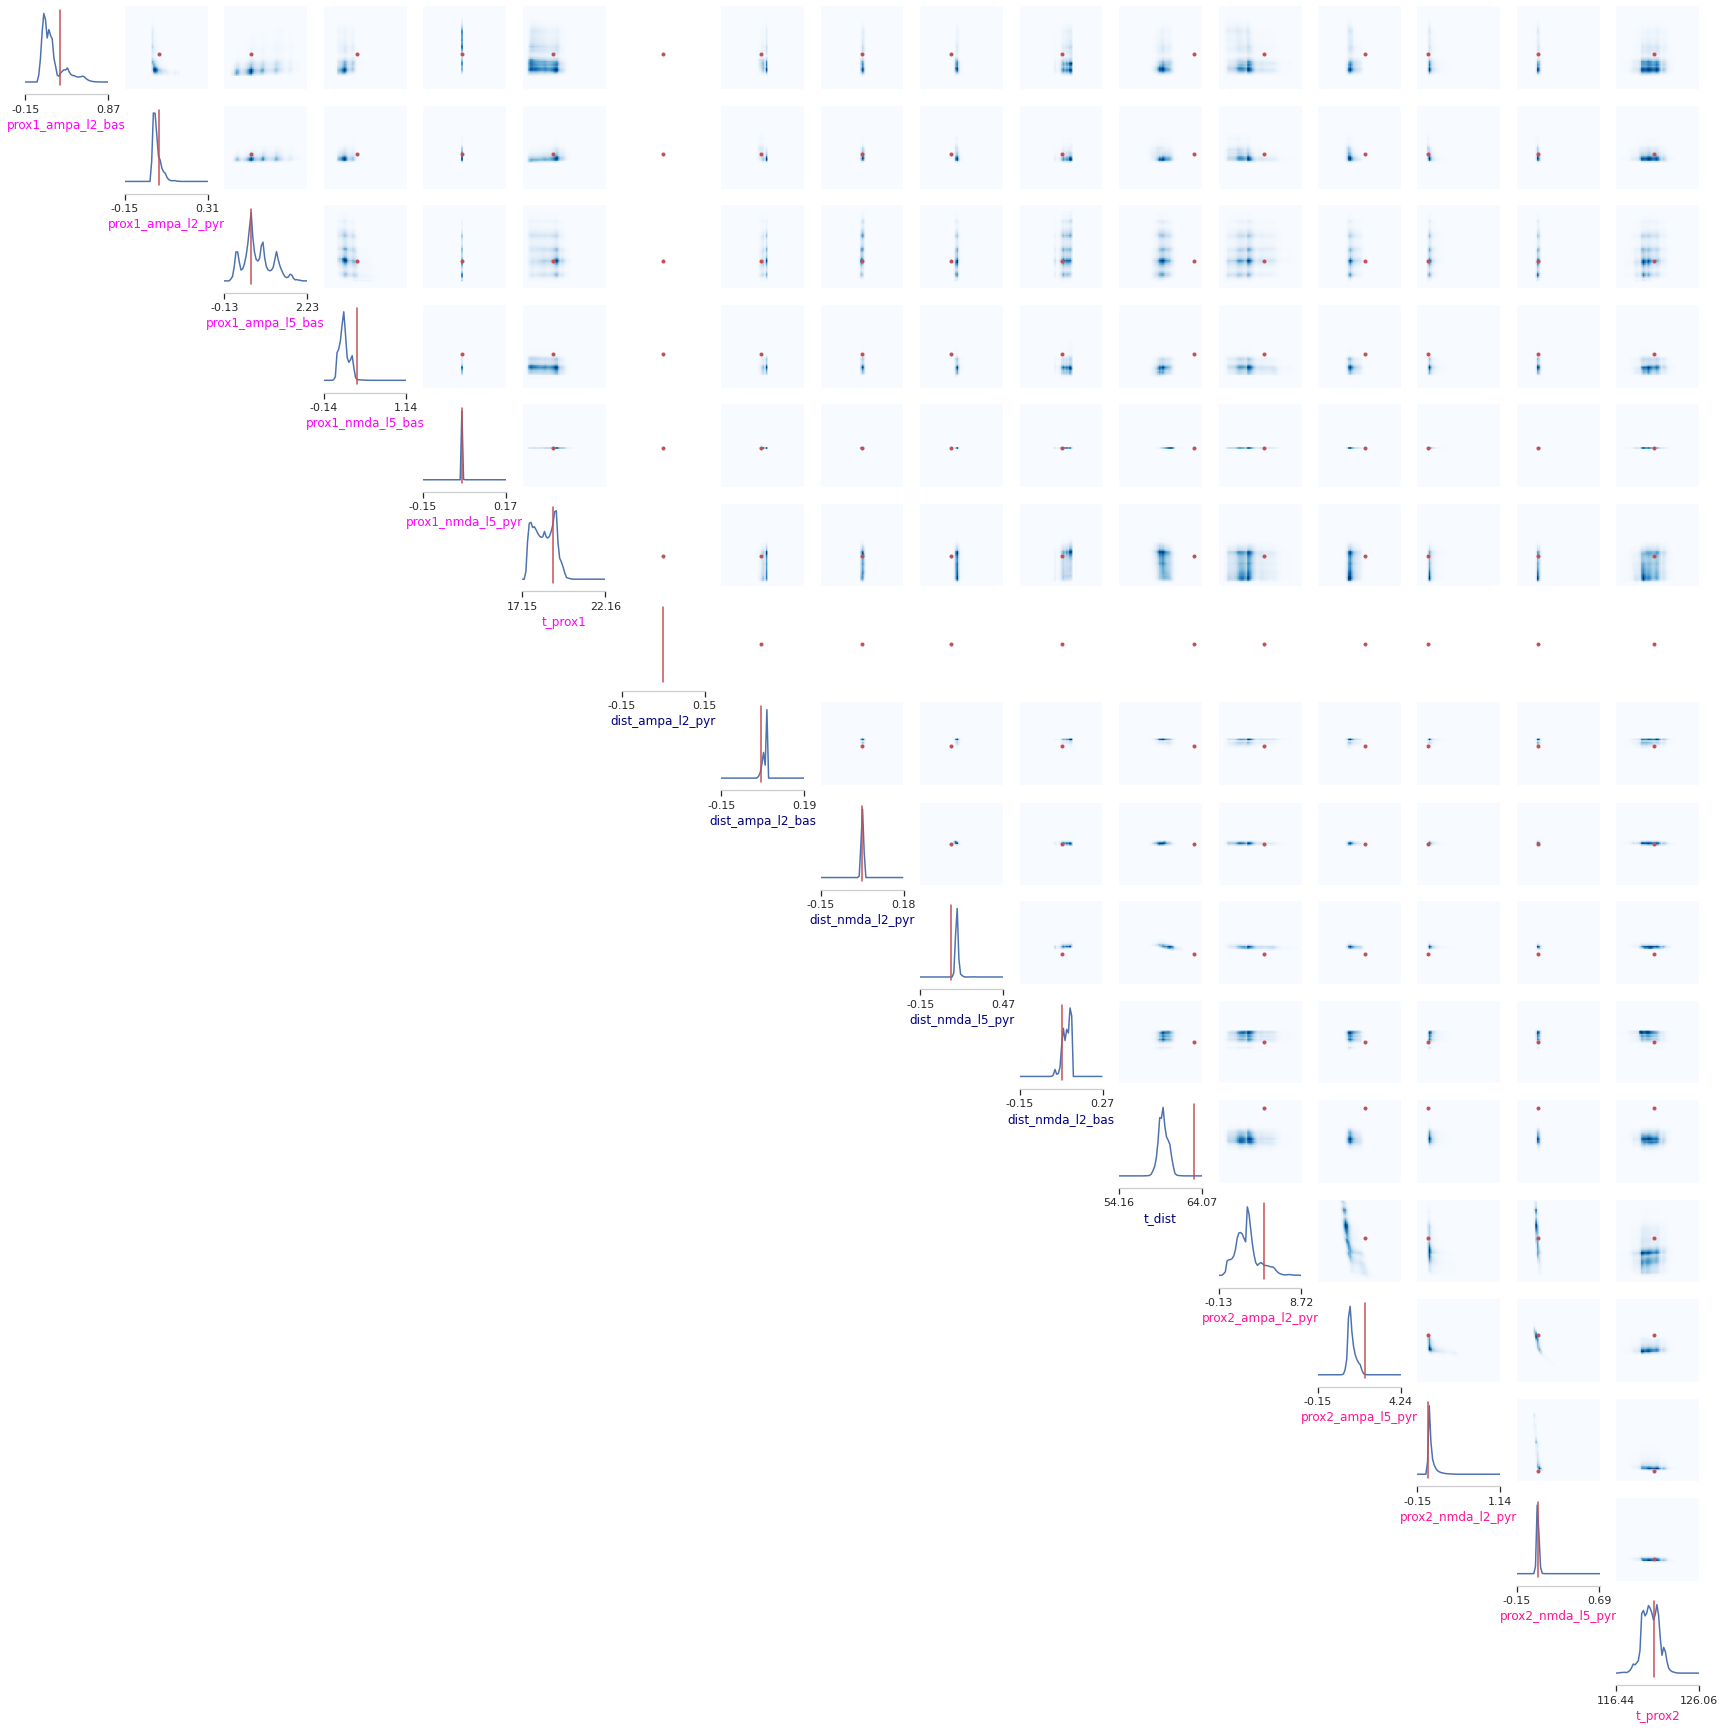 -0.15 0.87
prox1_ampa_l2_bas
-0.15 0.31
prox1_ampa_l2_pyr
-0.13 2.23
prox1_ampa_l5_bas
-0.14 1.14
prox1_nmda_l5_bas
-0.15 0.17
prox1_nmda_l5_pyr
17.15 22.16
t_prox1
-0.15 0.15
dist_ampa_l2_pyr
-0.15 0.19
dist_ampa_l2_bas
-0.15 0.18
dist_nmda_l2_pyr
-0.15 0.47
dist_nmda_l5_pyr
-0.15 0.27
dist_nmda_l2_bas
54.16 64.07
t_dist
-0.13 8.72
prox2_ampa_l2_pyr
-0.15 4.24
prox2_ampa_l5_pyr
-0.15 1.14
prox2_nmda_l2_pyr
-0.15 0.69
prox2_nmda_l5_pyr
116.44 126.06
t_prox2